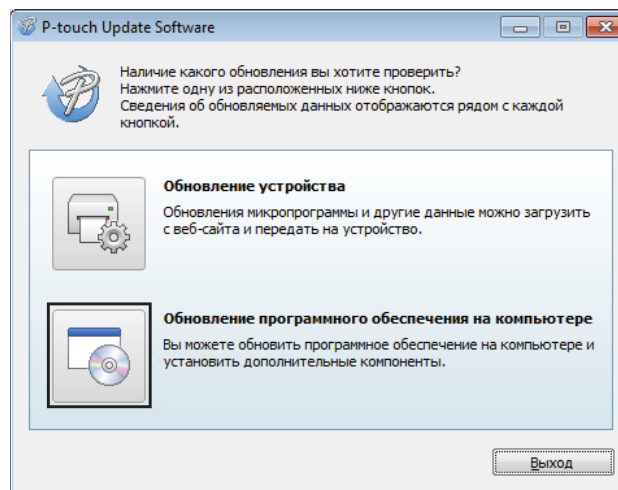 P-touch Update Software
Наличие какого обновления вы хотите проверить?
Нажмите одну из расположенных ниже кнопок.
Сведения об обновляемых данных отображаются рядом с каждой
кнопкой.
Обновление устройства
Обновления микропрограммы и другие данные можно загрузить
с веб-сайта и передать на устройство.
Обновление программного обеспечения на компьютере
Вы можете обновить программное обеспечение на компьютере и
установить дополнительные компоненты.
Выход